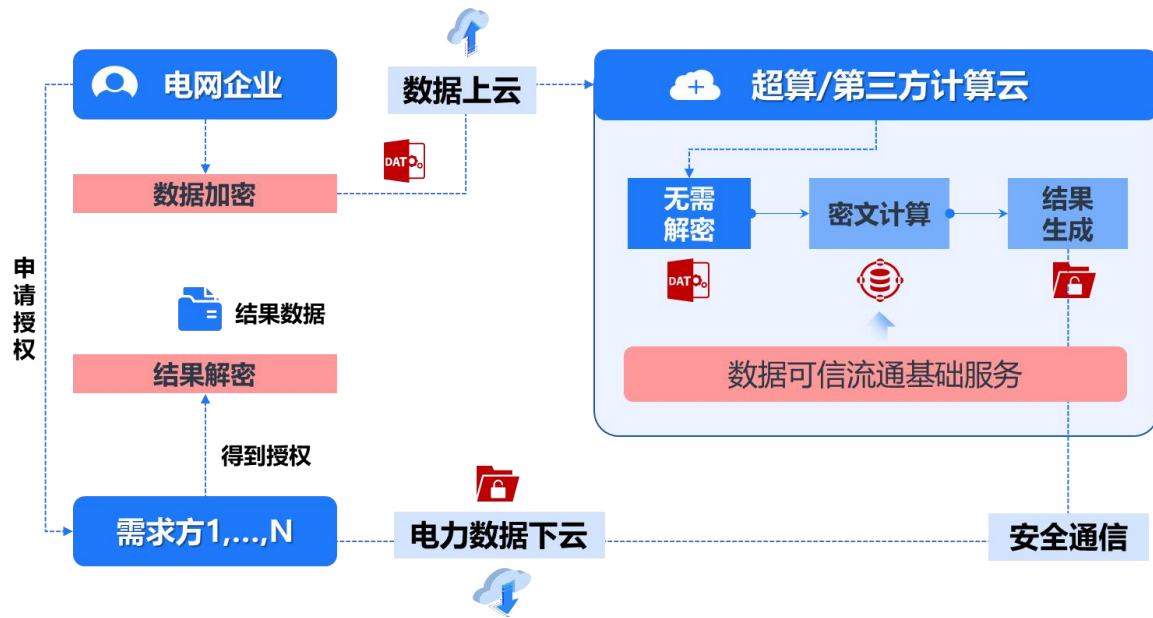 电网企业
数据上云
超算/第三方计算云
DAT
数据加密
无需
解密
密文计算
结果
生成
DAT
申请授权
结果数据
结果解密
数据可信流通基础服务
得到授权
需求方1,...,N
电力数据下云
安全通信